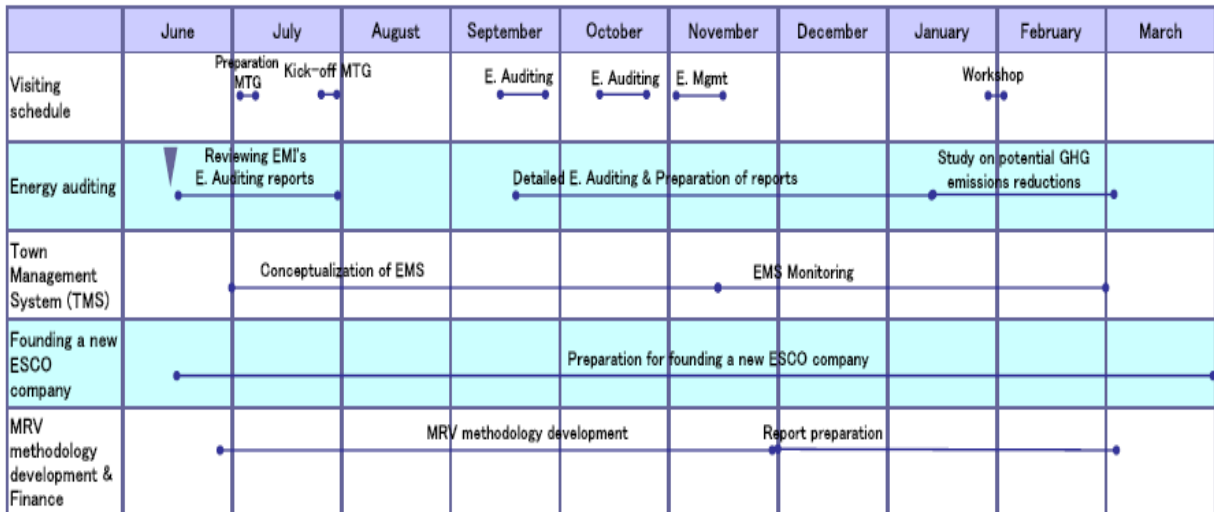 June July August September October November December January February March
Visiting
schedule
Preparation
MTG
Kick-off MTG
E. Auditing
E. Auditing
E. Mgmt
Workshop
Energy auditing
Reviewing EMI's
E. Auditing reports
Detailed E. Auditing & Preparation of reports
Study on potential GHG
emissions reductions
Town
Management
System (TMS)
Conceptualization of EMS
EMS Monitoring
Founding a new
ESCO
company
Preparation for founding a new ESCO company
MRV
methodology
development &
Finance
MRV methodology development
Report preparation